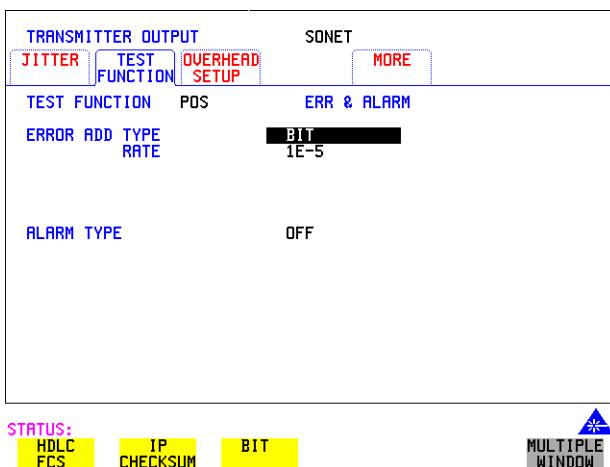 TRANSMITTER OUTPUT SONET
JITTER TEST FUNCTION OVERHEAD SETUP MORE
TEST FUNCTION POS ERR & ALARM
ERROR ADD TYPE BIT
RATE 1E-5
ALARM TYPE OFF
STATUS:
HDLC FCS IP CHECKSUM BIT MULTIPLE WINDOW